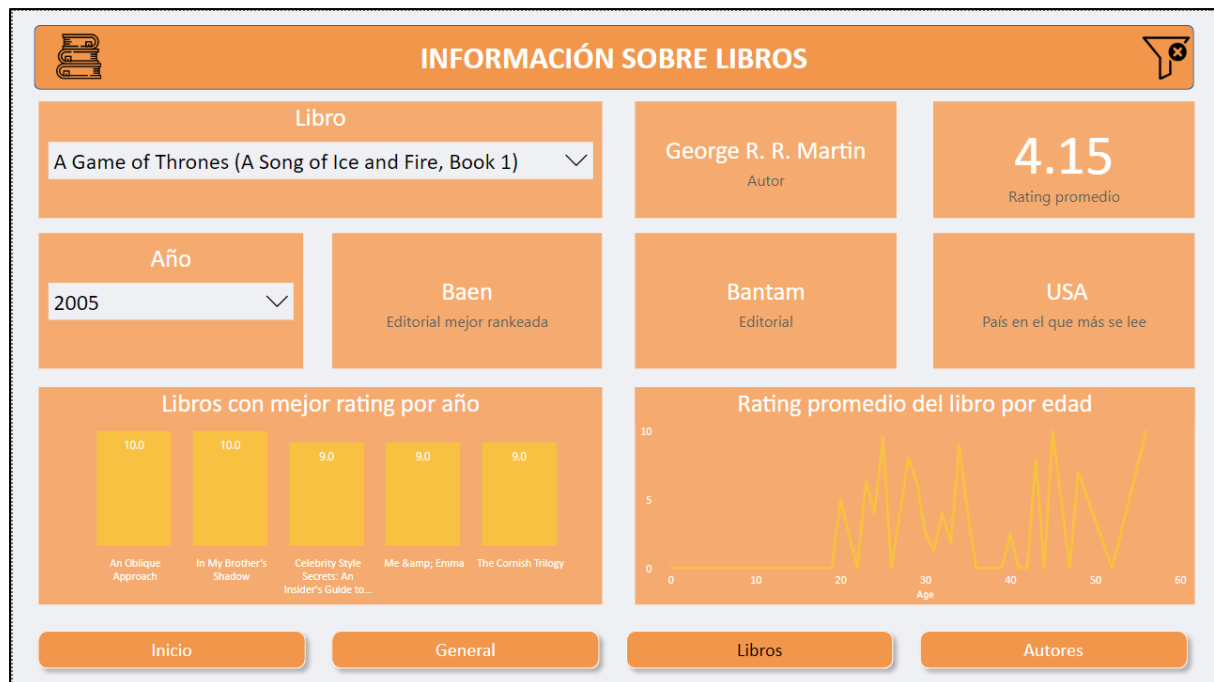 INFORMACIÓN SOBRE LIBROS
Libro
A Game of Thrones (A Song of Ice and Fire, Book 1)
George R. R. Martin
Autor
4.15
Rating promedio
Año
2005
Baen
Editorial mejor rankeada
Bantam
Editorial
USA
País en el que más se lee
Libros con mejor rating por año
10.0
10.0
9.0
9.0
9.0
An Oblique
Approach
In My Brother's
Shadow
Celebrity Style
Secrets: An
Insider's Guide to...
Me &amp; Emma
The Cornish Trilogy
Rating promedio del libro por edad
10
5
0
0
10
20
30
40
50
60
Age
Inicio
General
Libros
Autores